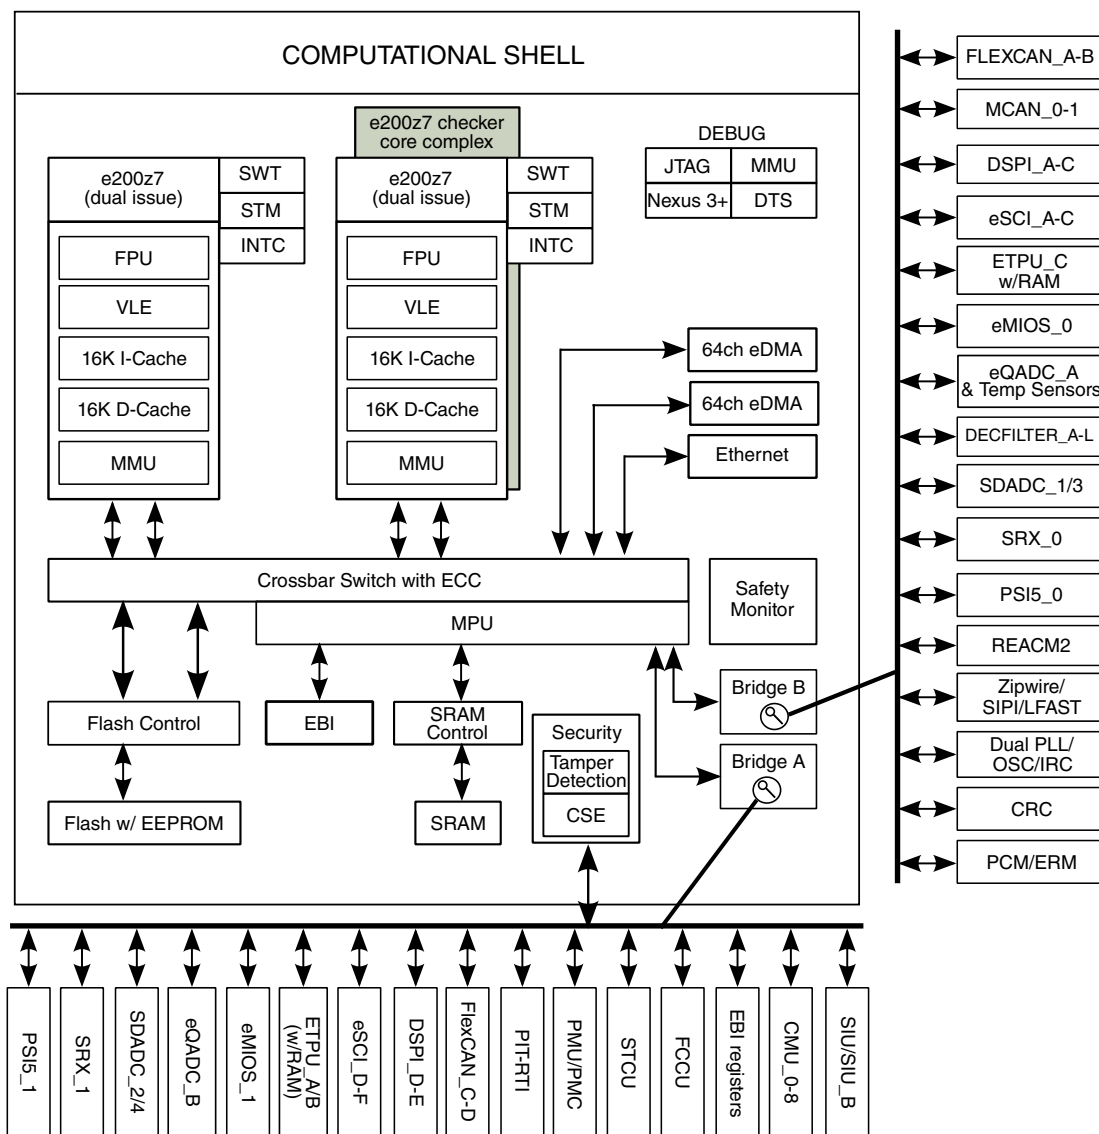 COMPUTATIONAL SHELL
e200z7 checker
core complex
e200z7
(dual issue)
SWT
STM
INTC
FPU
VLE
16K I-Cache
16K D-Cache
MMU
e200z7
(dual issue)
SWT
STM
INTC
FPU
VLE
16K I-Cache
16K D-Cache
MMU
DEBUG
JTAG
MMU
Nexus 3+
DTS
64ch eDMA
64ch eDMA
Ethernet
Crossbar Switch with ECC
MPU
Safety
Monitor
Flash Control
EBI
SRAM
Control
Security
Tamper
Detection
CSE
Bridge B
Bridge A
Flash w/ EEPROM
SRAM
FLEXCAN_A-B
MCAN_0-1
DSPI_A-C
eSCI_A-C
ETPU_C
w/RAM
eMIOS_0
eQADC_A
& Temp Sensors
DECFILTER_A-L
SDADC_1/3
SRX_0
PSI5_0
REACM2
Zipwire/
SIPI/LFAST
Dual PLL/
OSC/IRC
CRC
PCM/ERM
PSI5_1
SRX_1
SDADC_2/4
eQADC_B
eMIOS_1
ETPU_A/B
(w/RAM)
eSCI_D-F
DSPI_D-E
FlexCAN_C-D
PIT-RTI
PMU/PMC
STCU
FCCU
EBI registers
CMU_0-8
SIU/SIU_B